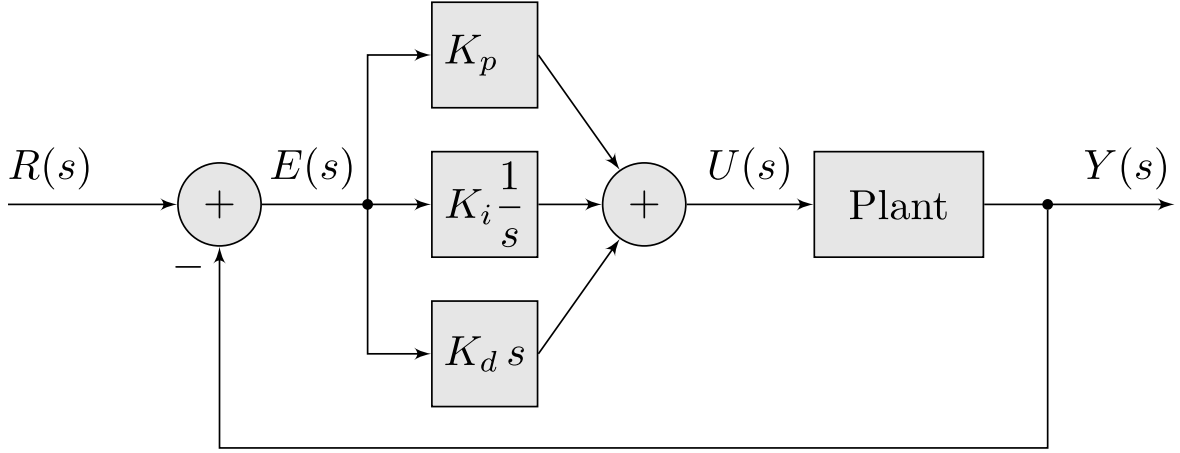 K_p
R(s)
+
E(s)
K_i 1/s
+
U(s)
Plant
Y(s)
−
K_d s